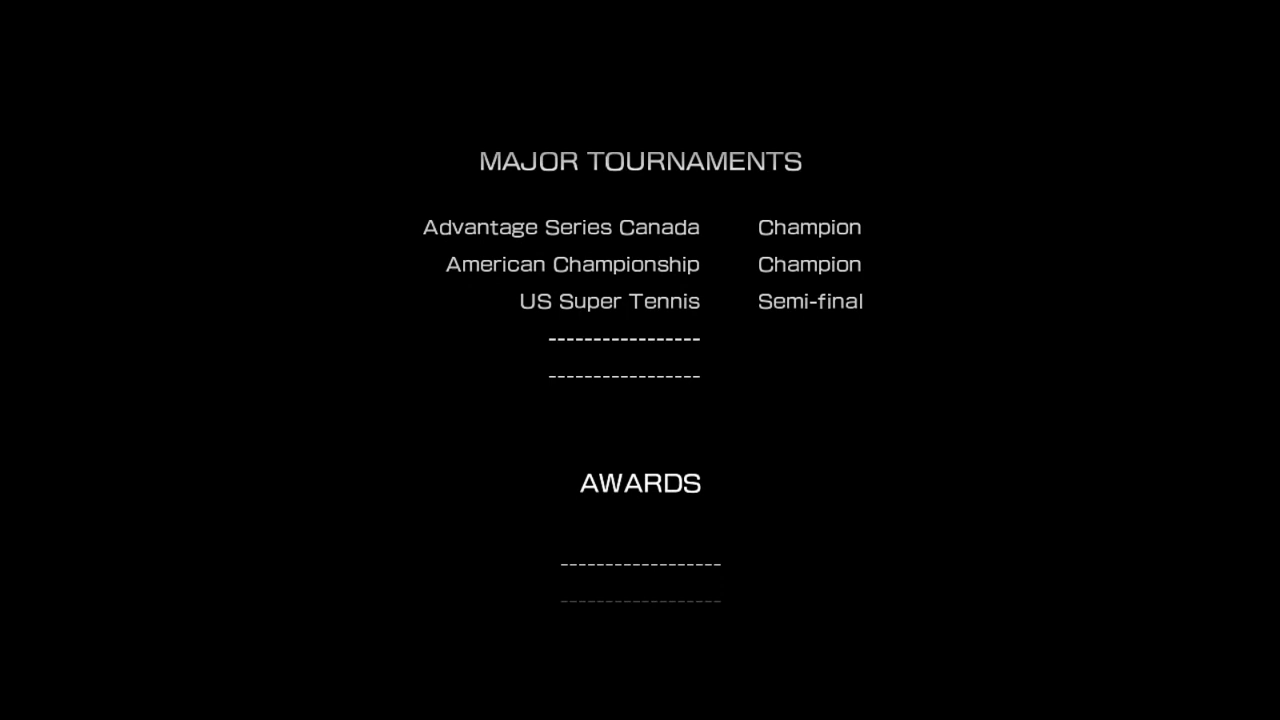 MAJOR TOURNAMENTS
Advantage Series Canada Champion
American Championship Champion
US Super Tennis Semi-final
-----------------
-----------------
AWARDS
------------------
------------------